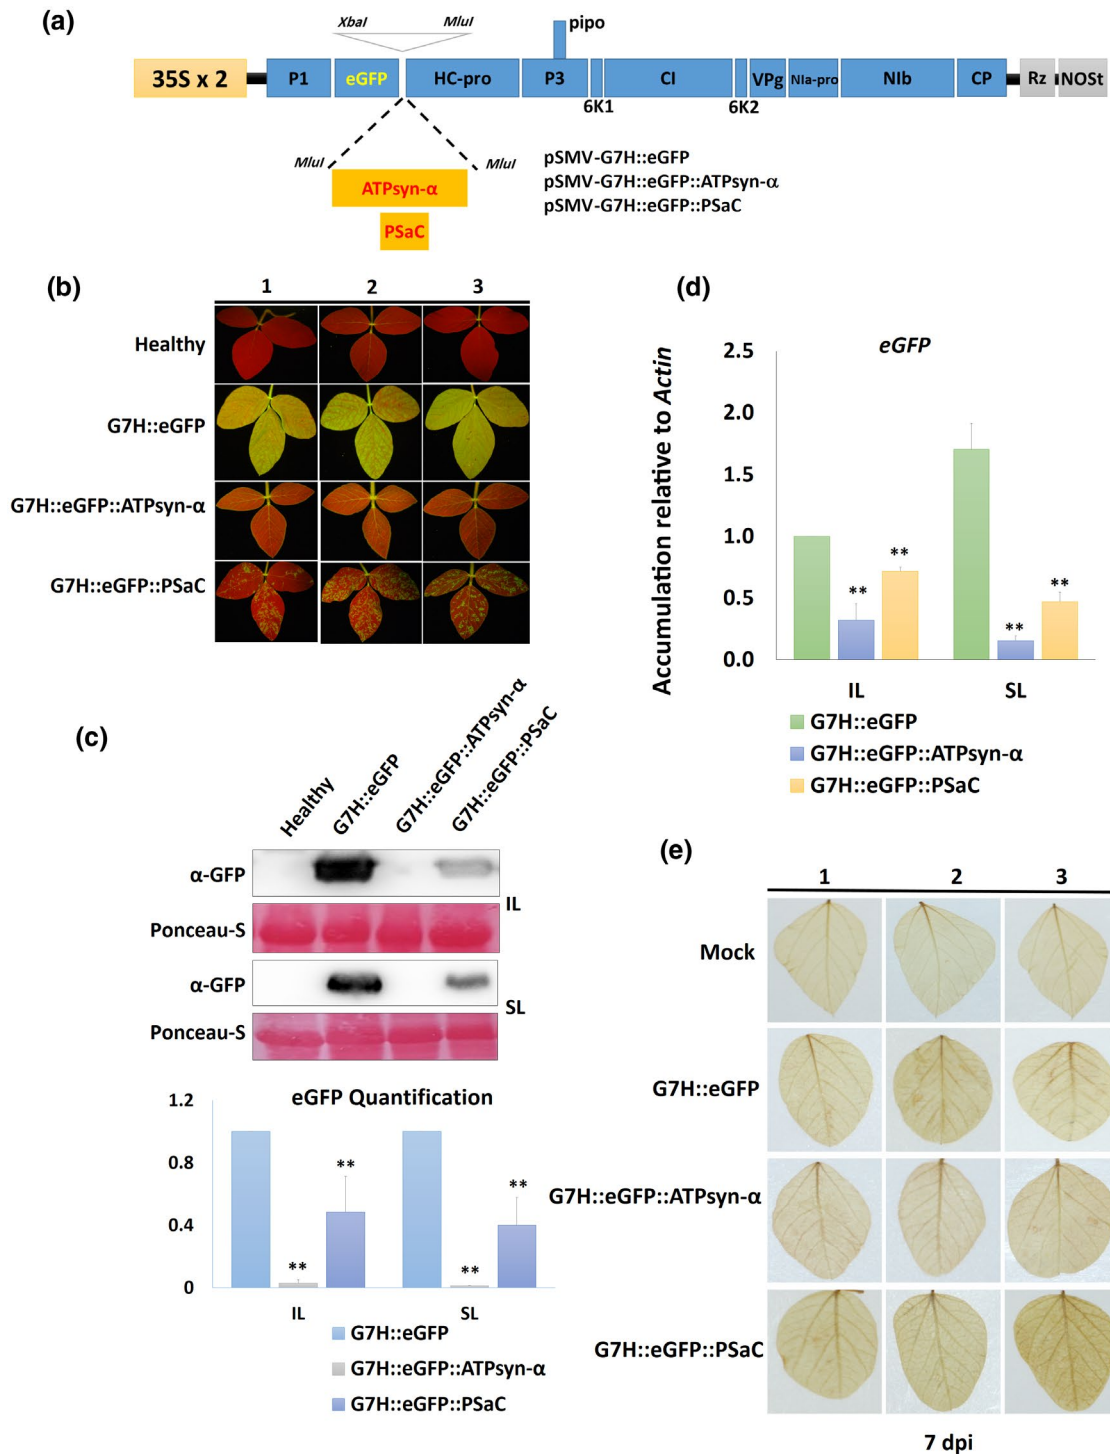 (a)
XbaI MluI
pipo
35S x 2 P1 eGFP HC-pro P3 CI VPg NIa-pro NIb CP Rz NOSt
6K1 6K2
MluI MluI
ATPsyn-α
PSaC
pSMV-G7H::eGFP
pSMV-G7H::eGFP::ATPsyn-α
pSMV-G7H::eGFP::PSaC
(b)
1 2 3
Healthy
G7H::eGFP
G7H::eGFP::ATPsyn-α
G7H::eGFP::PSaC
(c)
Healthy
G7H::eGFP
G7H::eGFP::ATPsyn-α
G7H::eGFP::PSaC
α-GFP
IL
Ponceau-S
α-GFP
SL
Ponceau-S
eGFP Quantification
1.2
0.8
0.4
0
**
**
**
**
IL SL
G7H::eGFP
G7H::eGFP::ATPsyn-α
G7H::eGFP::PSaC
(d)
eGFP
Accumulation relative to Actin
2.5
2.0
1.5
1.0
0.5
0.0
**
**
**
**
IL SL
G7H::eGFP
G7H::eGFP::ATPsyn-α
G7H::eGFP::PSaC
(e)
1 2 3
Mock
G7H::eGFP
G7H::eGFP::ATPsyn-α
G7H::eGFP::PSaC
7 dpi